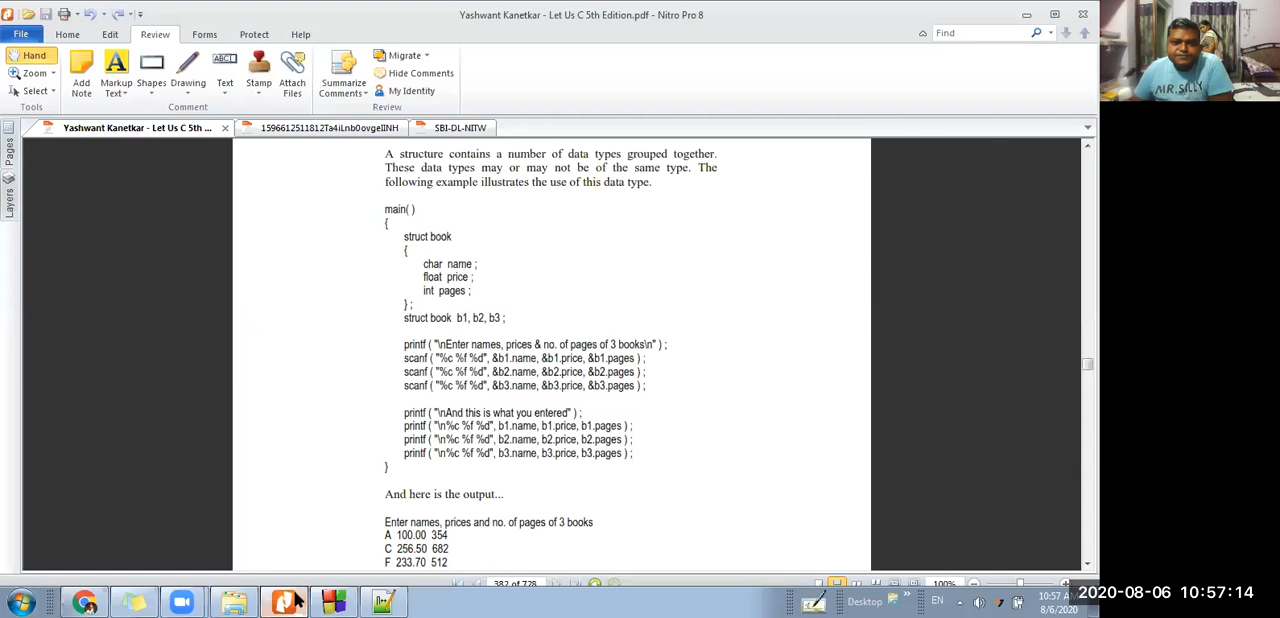 Yashwant Kanetkar - Let Us C 5th Edition.pdf - Nitro Pro 8
File Home Edit Review Forms Protect Help
Find
Hand
Zoom
Select
Tools
Add Note
Markup Text
Shapes
Drawing
Text
Stamp
Attach Files
Comment
Summarize Comments
Migrate
Hide Comments
My Identity
Review
MR.SILLY
Yashwant Kanetkar - Let Us C 5th ...
1596612511812Ta4iLnb0ovgeIINH
SBI-DL-NITW
Pages
Layers
A structure contains a number of data types grouped together.
These data types may or may not be of the same type. The
following example illustrates the use of this data type.
main( )
{
struct book
{
char name ;
float price ;
int pages ;
} ;
struct book b1, b2, b3 ;
printf ( "\nEnter names, prices & no. of pages of 3 books\n" ) ;
scanf ( "%c %f %d", &b1.name, &b1.price, &b1.pages ) ;
scanf ( "%c %f %d", &b2.name, &b2.price, &b2.pages ) ;
scanf ( "%c %f %d", &b3.name, &b3.price, &b3.pages ) ;
printf ( "\nAnd this is what you entered" ) ;
printf ( "\n%c %f %d", b1.name, b1.price, b1.pages ) ;
printf ( "\n%c %f %d", b2.name, b2.price, b2.pages ) ;
printf ( "\n%c %f %d", b3.name, b3.price, b3.pages ) ;
}
And here is the output...
Enter names, prices and no. of pages of 3 books
A 100.00 354
C 256.50 682
F 233.70 512
382 of 728
100%
Desktop
EN
10:57 AM
8/6/2020
2020-08-06 10:57:14